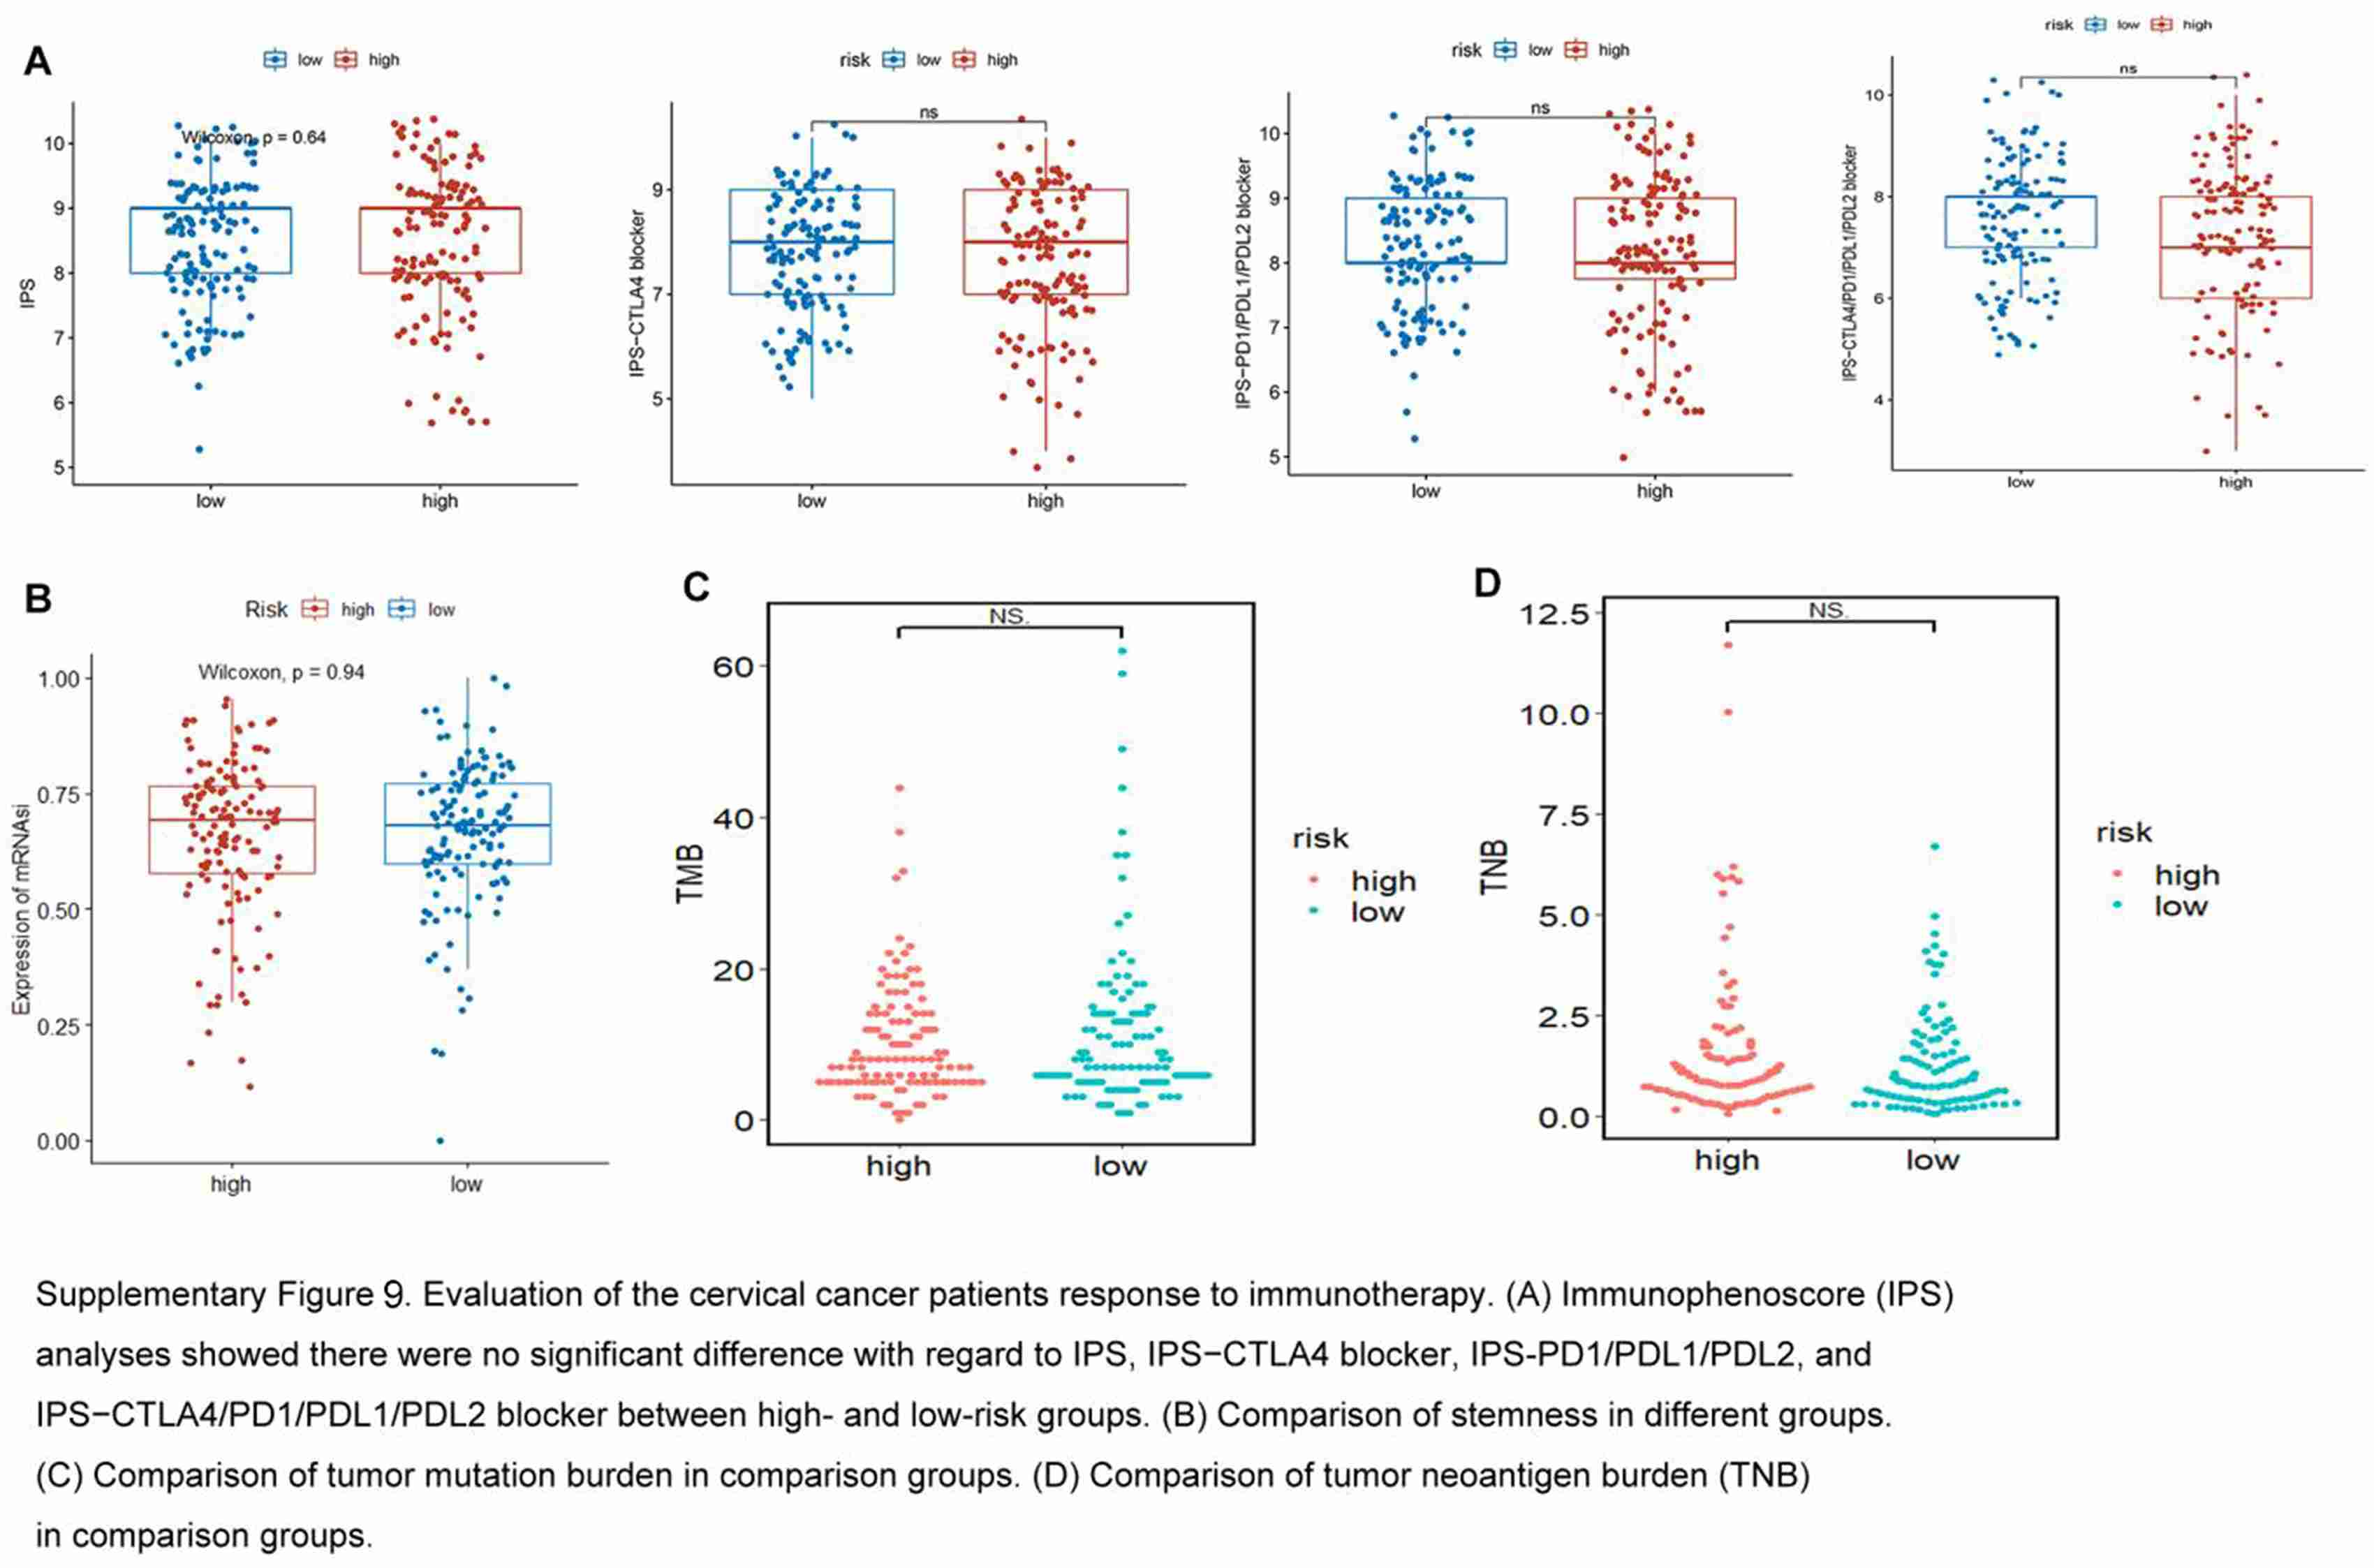 A
low high
IPS
Wilcoxon, p = 0.64
10
9
8
7
6
5
low high
risk low high
IPS−CTLA4 blocker
ns
9
7
5
low high
risk low high
IPS−PD1/PDL1/PDL2 blocker
ns
10
9
8
7
6
5
low high
risk low high
IPS−CTLA4/PD1/PDL1/PDL2 blocker
ns
10
8
6
4
low high
B
Risk high low
Expression of mRNAsi
Wilcoxon, p = 0.94
1.00
0.75
0.50
0.25
0.00
high low
C
TMB
NS.
60
40
20
0
high low
risk
high
low
D
TNB
NS.
12.5
10.0
7.5
5.0
2.5
0.0
high low
risk
high
low
Supplementary Figure 9. Evaluation of the cervical cancer patients response to immunotherapy. (A) Immunophenoscore (IPS)
analyses showed there were no significant difference with regard to IPS, IPS−CTLA4 blocker, IPS-PD1/PDL1/PDL2, and
IPS−CTLA4/PD1/PDL1/PDL2 blocker between high- and low-risk groups. (B) Comparison of stemness in different groups.
(C) Comparison of tumor mutation burden in comparison groups. (D) Comparison of tumor neoantigen burden (TNB)
in comparison groups.